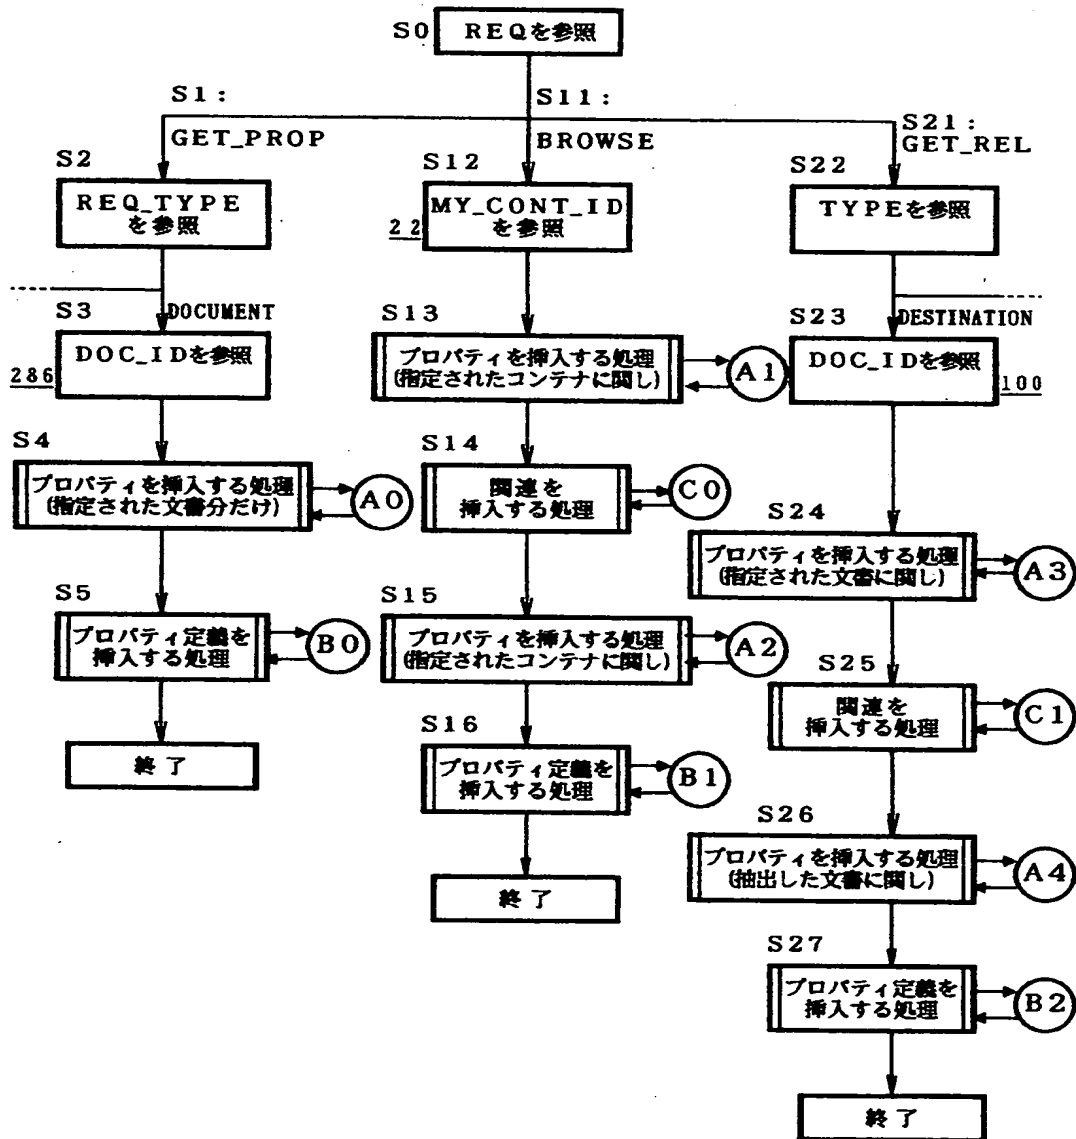 S0
REQを参照
S1:
GET_PROP
S11:
BROWSE
S21:
GET_REL
S2
REQ_TYPE
を参照
S12
MY_CONT_ID
を参照
22
S22
TYPEを参照
S3
DOCUMENT
DOC_IDを参照
286
S13
プロパティを挿入する処理
(指定されたコンテナに関し)
A1
S23
DESTINATION
DOC_IDを参照
100
S4
プロパティを挿入する処理
(指定された文書分だけ)
A0
S14
関連を
挿入する処理
C0
S24
プロパティを挿入する処理
(指定された文書に関し)
A3
S5
プロパティ定義を
挿入する処理
B0
S15
プロパティを挿入する処理
(指定されたコンテナに関し)
A2
S25
関連を
挿入する処理
C1
終了
S16
プロパティ定義を
挿入する処理
B1
S26
プロパティを挿入する処理
(抽出した文書に関し)
A4
終了
S27
プロパティ定義を
挿入する処理
B2
終了